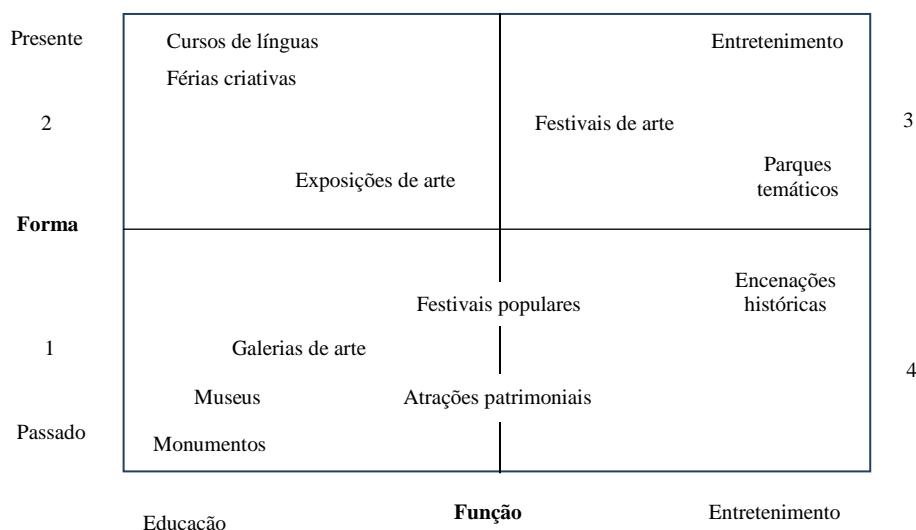 Presente
Cursos de línguas
Entretenimento
Férias criativas
2
Festivais de arte
3
Exposições de arte
Parques
temáticos
Forma
Encenações
históricas
Festivais populares
1
Galerias de arte
4
Museus
Atrações patrimoniais
Passado
Monumentos
Educação
Função
Entretenimento